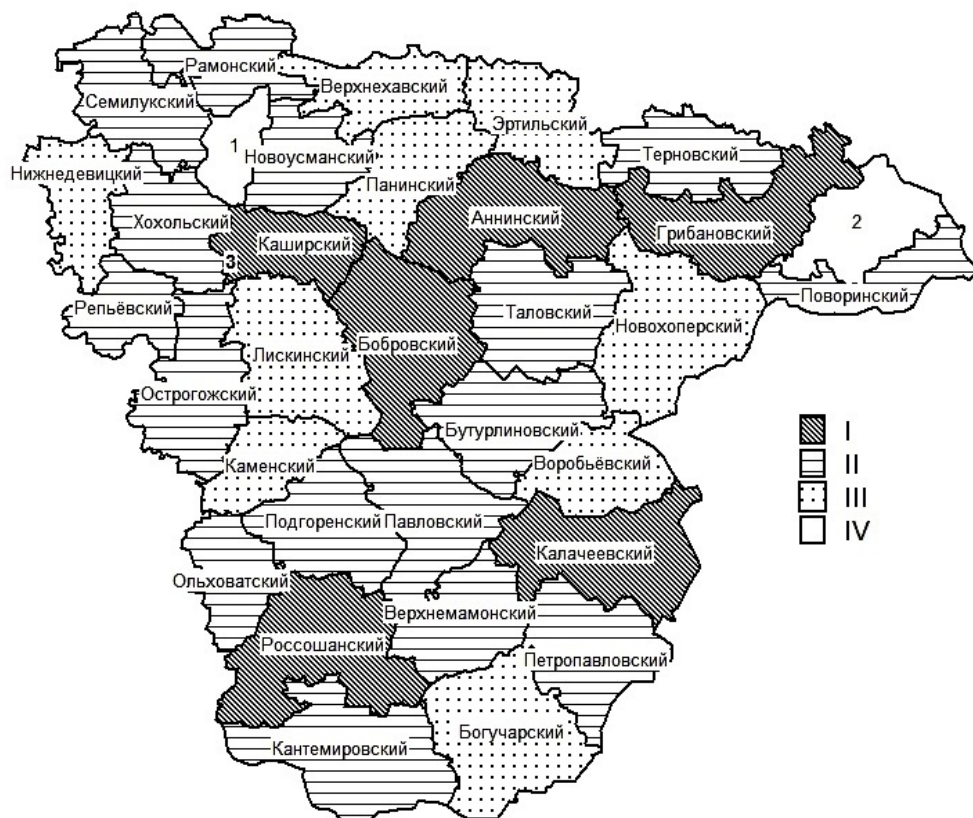 Рамонский
Верхнехавский
Семилукский
Эртильский
1
Новоусманский
Терновский
Нижнедевицкий
Панинский
Хохольский
Аннинский
Грибановский
2
Каширский
3
Репьёвский
Таловский
Поворинский
Новохоперский
Лискинский
Бобровский
Острогожский
Бутурлиновский
I
Каменский
Воробьёвский
II
III
Подгоренский
Павловский
IV
Калачеевский
Ольховатский
Верхнемамонский
Россошанский
Петропавловский
Богучарский
Кантемировский